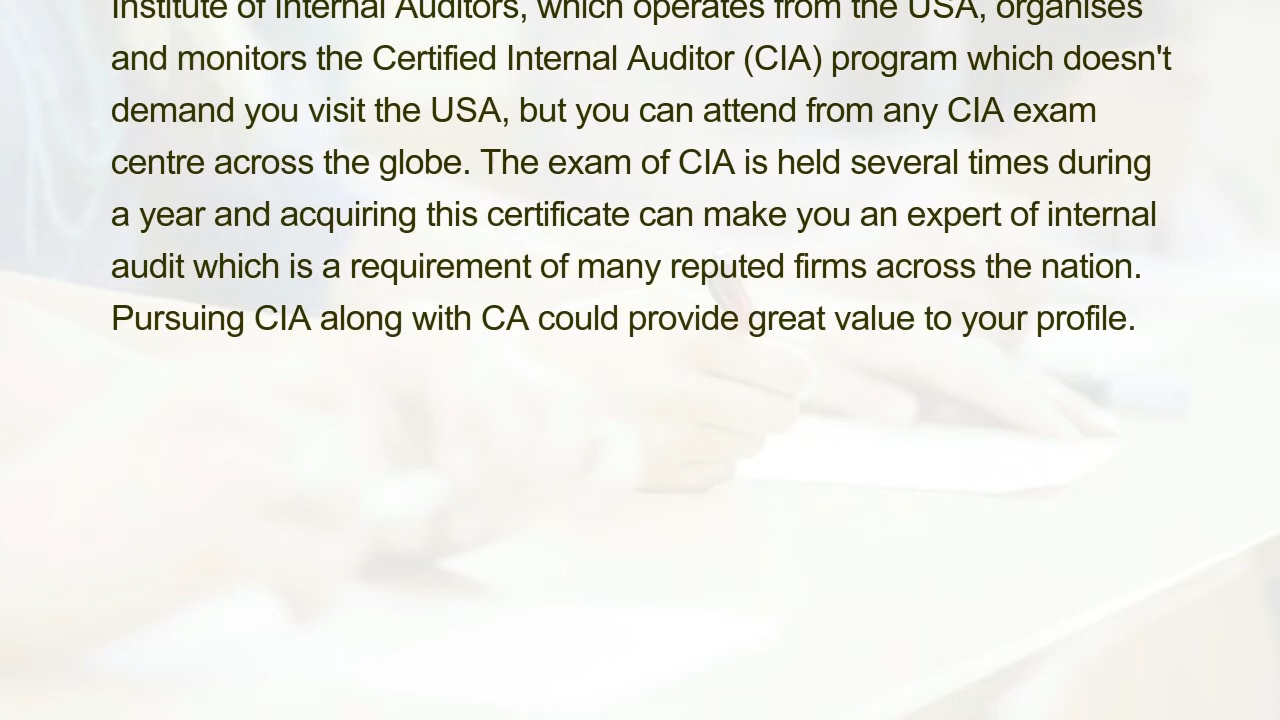 Institute of Internal Auditors, which operates from the USA, organises
and monitors the Certified Internal Auditor (CIA) program which doesn't
demand you visit the USA, but you can attend from any CIA exam
centre across the globe. The exam of CIA is held several times during
a year and acquiring this certificate can make you an expert of internal
audit which is a requirement of many reputed firms across the nation.
Pursuing CIA along with CA could provide great value to your profile.